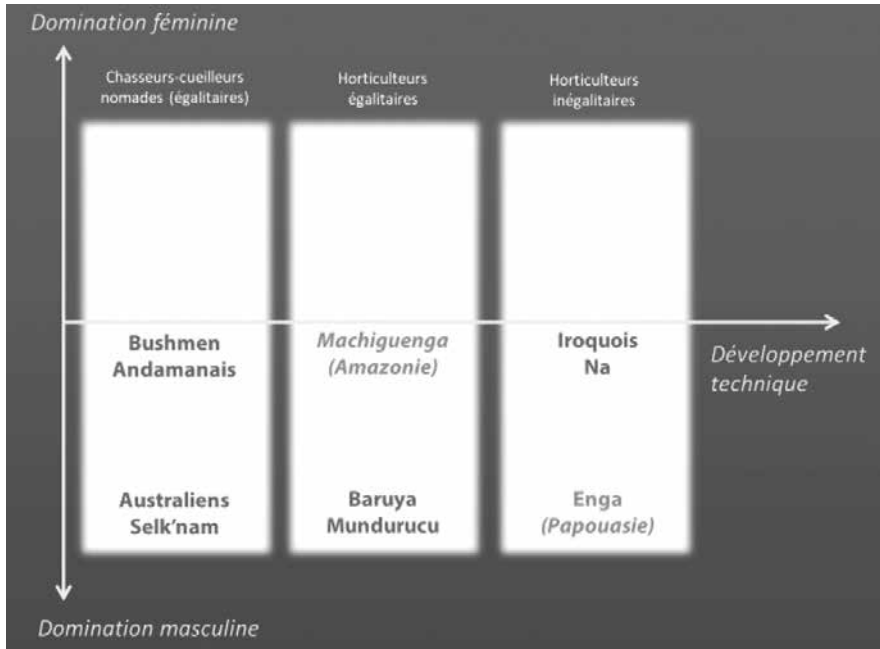 Domination féminine
Chasseurs-cueilleurs
nomades (égalitaires)
Horticulteurs
égalitaires
Horticulteurs
inégalitaires
Bushmen
Andamanais
Machiguenga
(Amazonie)
Iroquois
Na
Développement
technique
Australiens
Selk'nam
Baruya
Mundurucu
Enga
(Papouasie)
Domination masculine